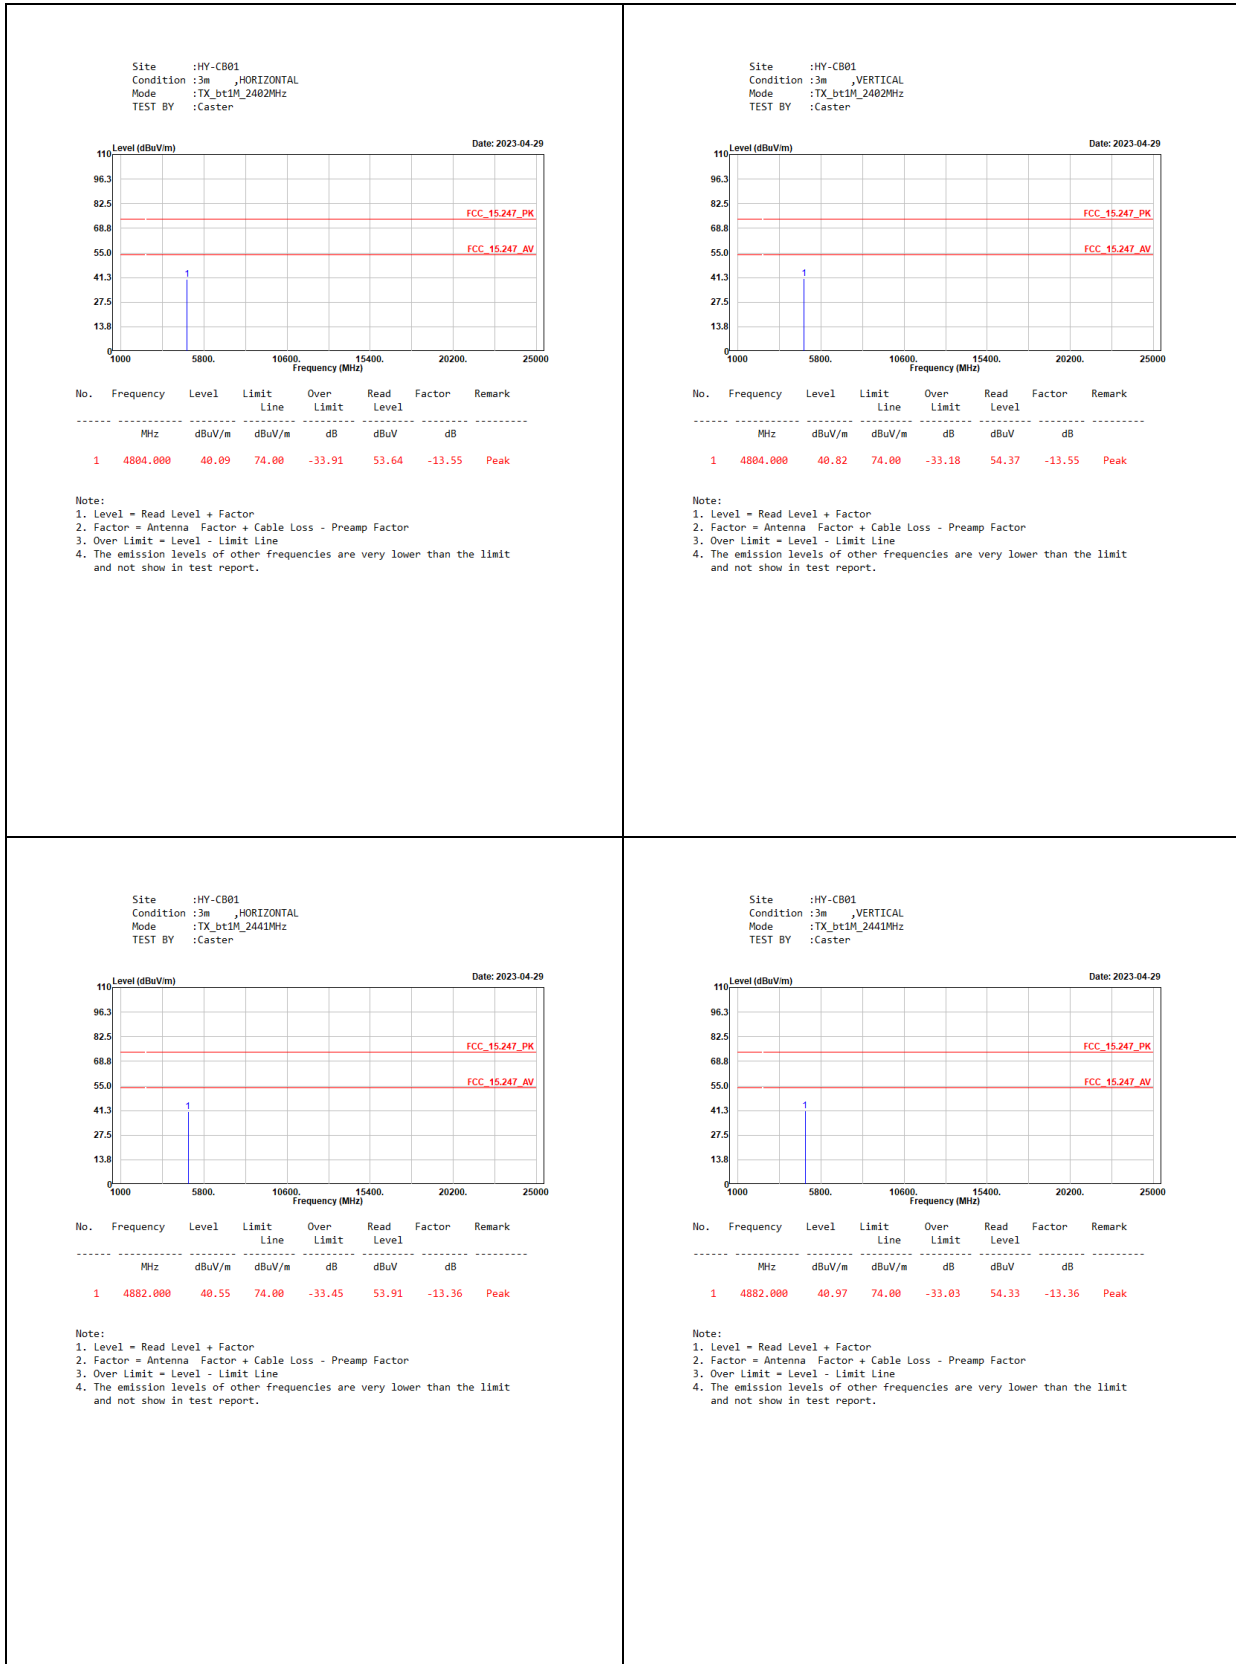 Site      :HY-CB01
Condition :3m    ,HORIZONTAL
Mode      :TX_bt1M_2402MHz
TEST BY   :Caster
Level (dBuV/m)
Date: 2023-04-29
110
96.3
82.5
FCC_15.247_PK
68.8
FCC_15.247_AV
55.0
41.3
1
27.5
13.8
0
1000 5800. 10600. 15400. 20200. 25000
Frequency (MHz)
No. Frequency Level Limit Over Read Factor Remark
Line Limit Level
------ ----------- -------- --------- --------- -------- -------- ---------
MHz dBuV/m dBuV/m dB dBuV dB
1 4804.000 40.09 74.00 -33.91 53.64 -13.55 Peak
Note:
1. Level = Read Level + Factor
2. Factor = Antenna  Factor + Cable Loss - Preamp Factor
3. Over Limit = Level - Limit Line
4. The emission levels of other frequencies are very lower than the limit
and not show in test report.
Site      :HY-CB01
Condition :3m    ,VERTICAL
Mode      :TX_bt1M_2402MHz
TEST BY   :Caster
Level (dBuV/m)
Date: 2023-04-29
110
96.3
82.5
FCC_15.247_PK
68.8
FCC_15.247_AV
55.0
41.3
1
27.5
13.8
0
1000 5800. 10600. 15400. 20200. 25000
Frequency (MHz)
No. Frequency Level Limit Over Read Factor Remark
Line Limit Level
------ ----------- -------- --------- --------- -------- -------- ---------
MHz dBuV/m dBuV/m dB dBuV dB
1 4804.000 40.82 74.00 -33.18 54.37 -13.55 Peak
Note:
1. Level = Read Level + Factor
2. Factor = Antenna  Factor + Cable Loss - Preamp Factor
3. Over Limit = Level - Limit Line
4. The emission levels of other frequencies are very lower than the limit
and not show in test report.
Site      :HY-CB01
Condition :3m    ,HORIZONTAL
Mode      :TX_bt1M_2441MHz
TEST BY   :Caster
Level (dBuV/m)
Date: 2023-04-29
110
96.3
82.5
FCC_15.247_PK
68.8
FCC_15.247_AV
55.0
41.3
1
27.5
13.8
0
1000 5800. 10600. 15400. 20200. 25000
Frequency (MHz)
No. Frequency Level Limit Over Read Factor Remark
Line Limit Level
------ ----------- -------- --------- --------- -------- -------- ---------
MHz dBuV/m dBuV/m dB dBuV dB
1 4882.000 40.55 74.00 -33.45 53.91 -13.36 Peak
Note:
1. Level = Read Level + Factor
2. Factor = Antenna  Factor + Cable Loss - Preamp Factor
3. Over Limit = Level - Limit Line
4. The emission levels of other frequencies are very lower than the limit
and not show in test report.
Site      :HY-CB01
Condition :3m    ,VERTICAL
Mode      :TX_bt1M_2441MHz
TEST BY   :Caster
Level (dBuV/m)
Date: 2023-04-29
110
96.3
82.5
FCC_15.247_PK
68.8
FCC_15.247_AV
55.0
41.3
1
27.5
13.8
0
1000 5800. 10600. 15400. 20200. 25000
Frequency (MHz)
No. Frequency Level Limit Over Read Factor Remark
Line Limit Level
------ ----------- -------- --------- --------- -------- -------- ---------
MHz dBuV/m dBuV/m dB dBuV dB
1 4882.000 40.97 74.00 -33.03 54.33 -13.36 Peak
Note:
1. Level = Read Level + Factor
2. Factor = Antenna  Factor + Cable Loss - Preamp Factor
3. Over Limit = Level - Limit Line
4. The emission levels of other frequencies are very lower than the limit
and not show in test report.